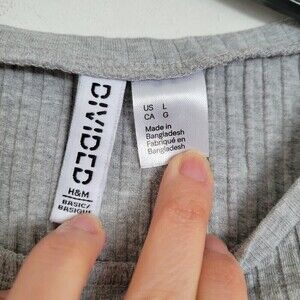 DIVIDED
H&M
BASIC/
BASIQUE
US L
CA G
Made in
Bangladesh
Fabriqué en
Bangladesh